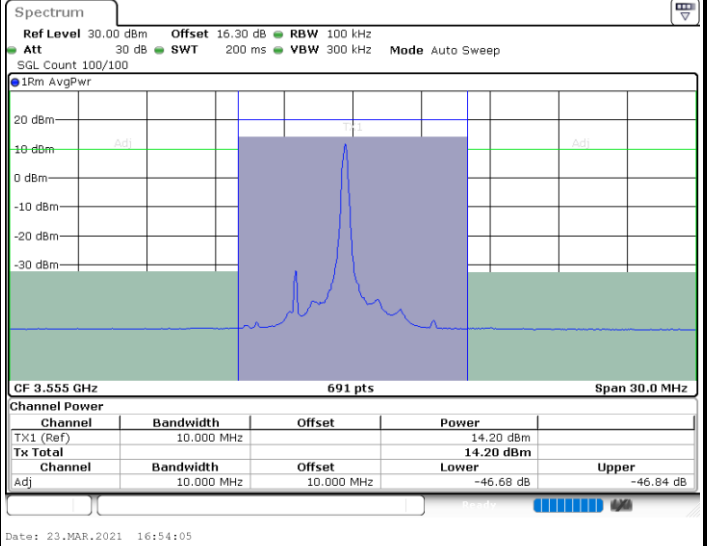 Spectrum
Ref Level 30.00 dBm Offset 16.30 dB RBW 100 kHz
Att 30 dB SWT 200 ms VBW 300 kHz Mode Auto Sweep
SGL Count 100/100
1Rm AvgPwr
20 dBm
TX1
10 dBm
Adj
Adj
0 dBm
-10 dBm
-20 dBm
-30 dBm
CF 3.555 GHz 691 pts Span 30.0 MHz
Channel Power
Channel Bandwidth Offset Power
TX1 (Ref) 10.000 MHz 14.20 dBm
Tx Total 14.20 dBm
Channel Bandwidth Offset Lower Upper
Adj 10.000 MHz 10.000 MHz -46.68 dB -46.84 dB
Ready
Date: 23.MAR.2021 16:54:05